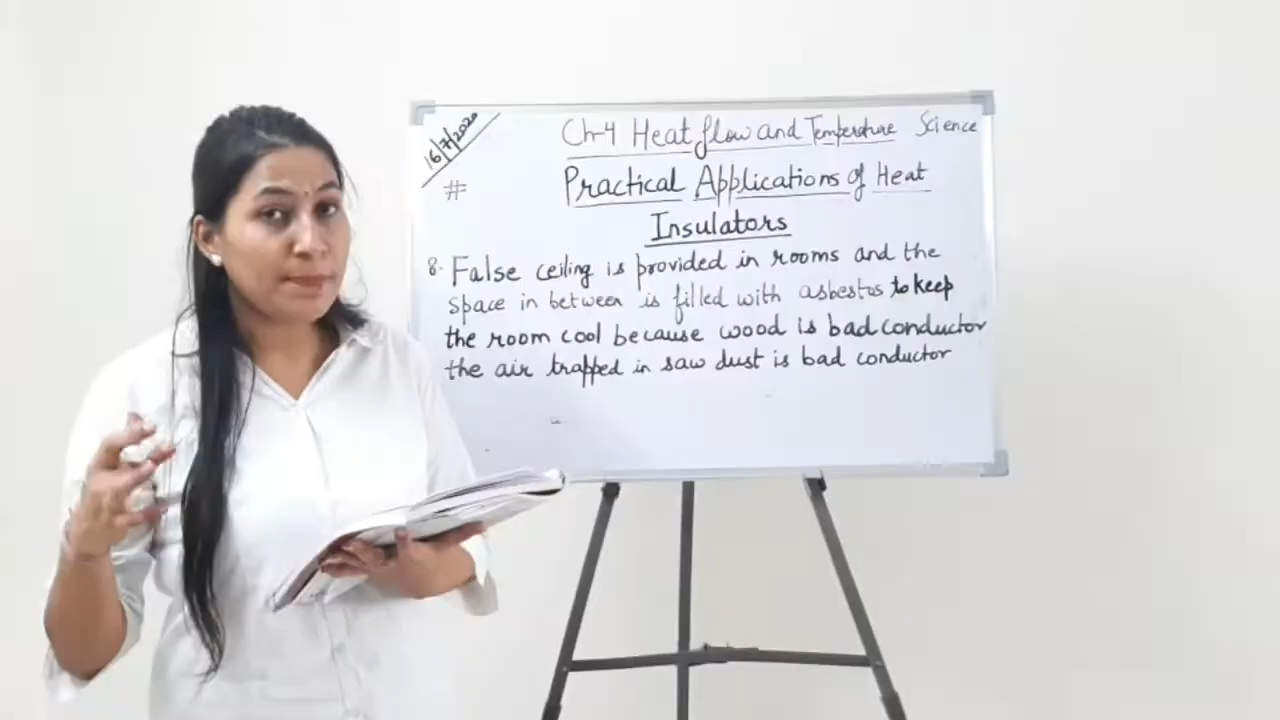 16/7/2020
Ch-4 Heat flow and Temperature Science
# Practical Applications of Heat
Insulators
8. False ceiling is provided in rooms and the
space in between is filled with asbestos to keep
the room cool because wood is bad conductor
the air trapped in saw dust is bad conductor